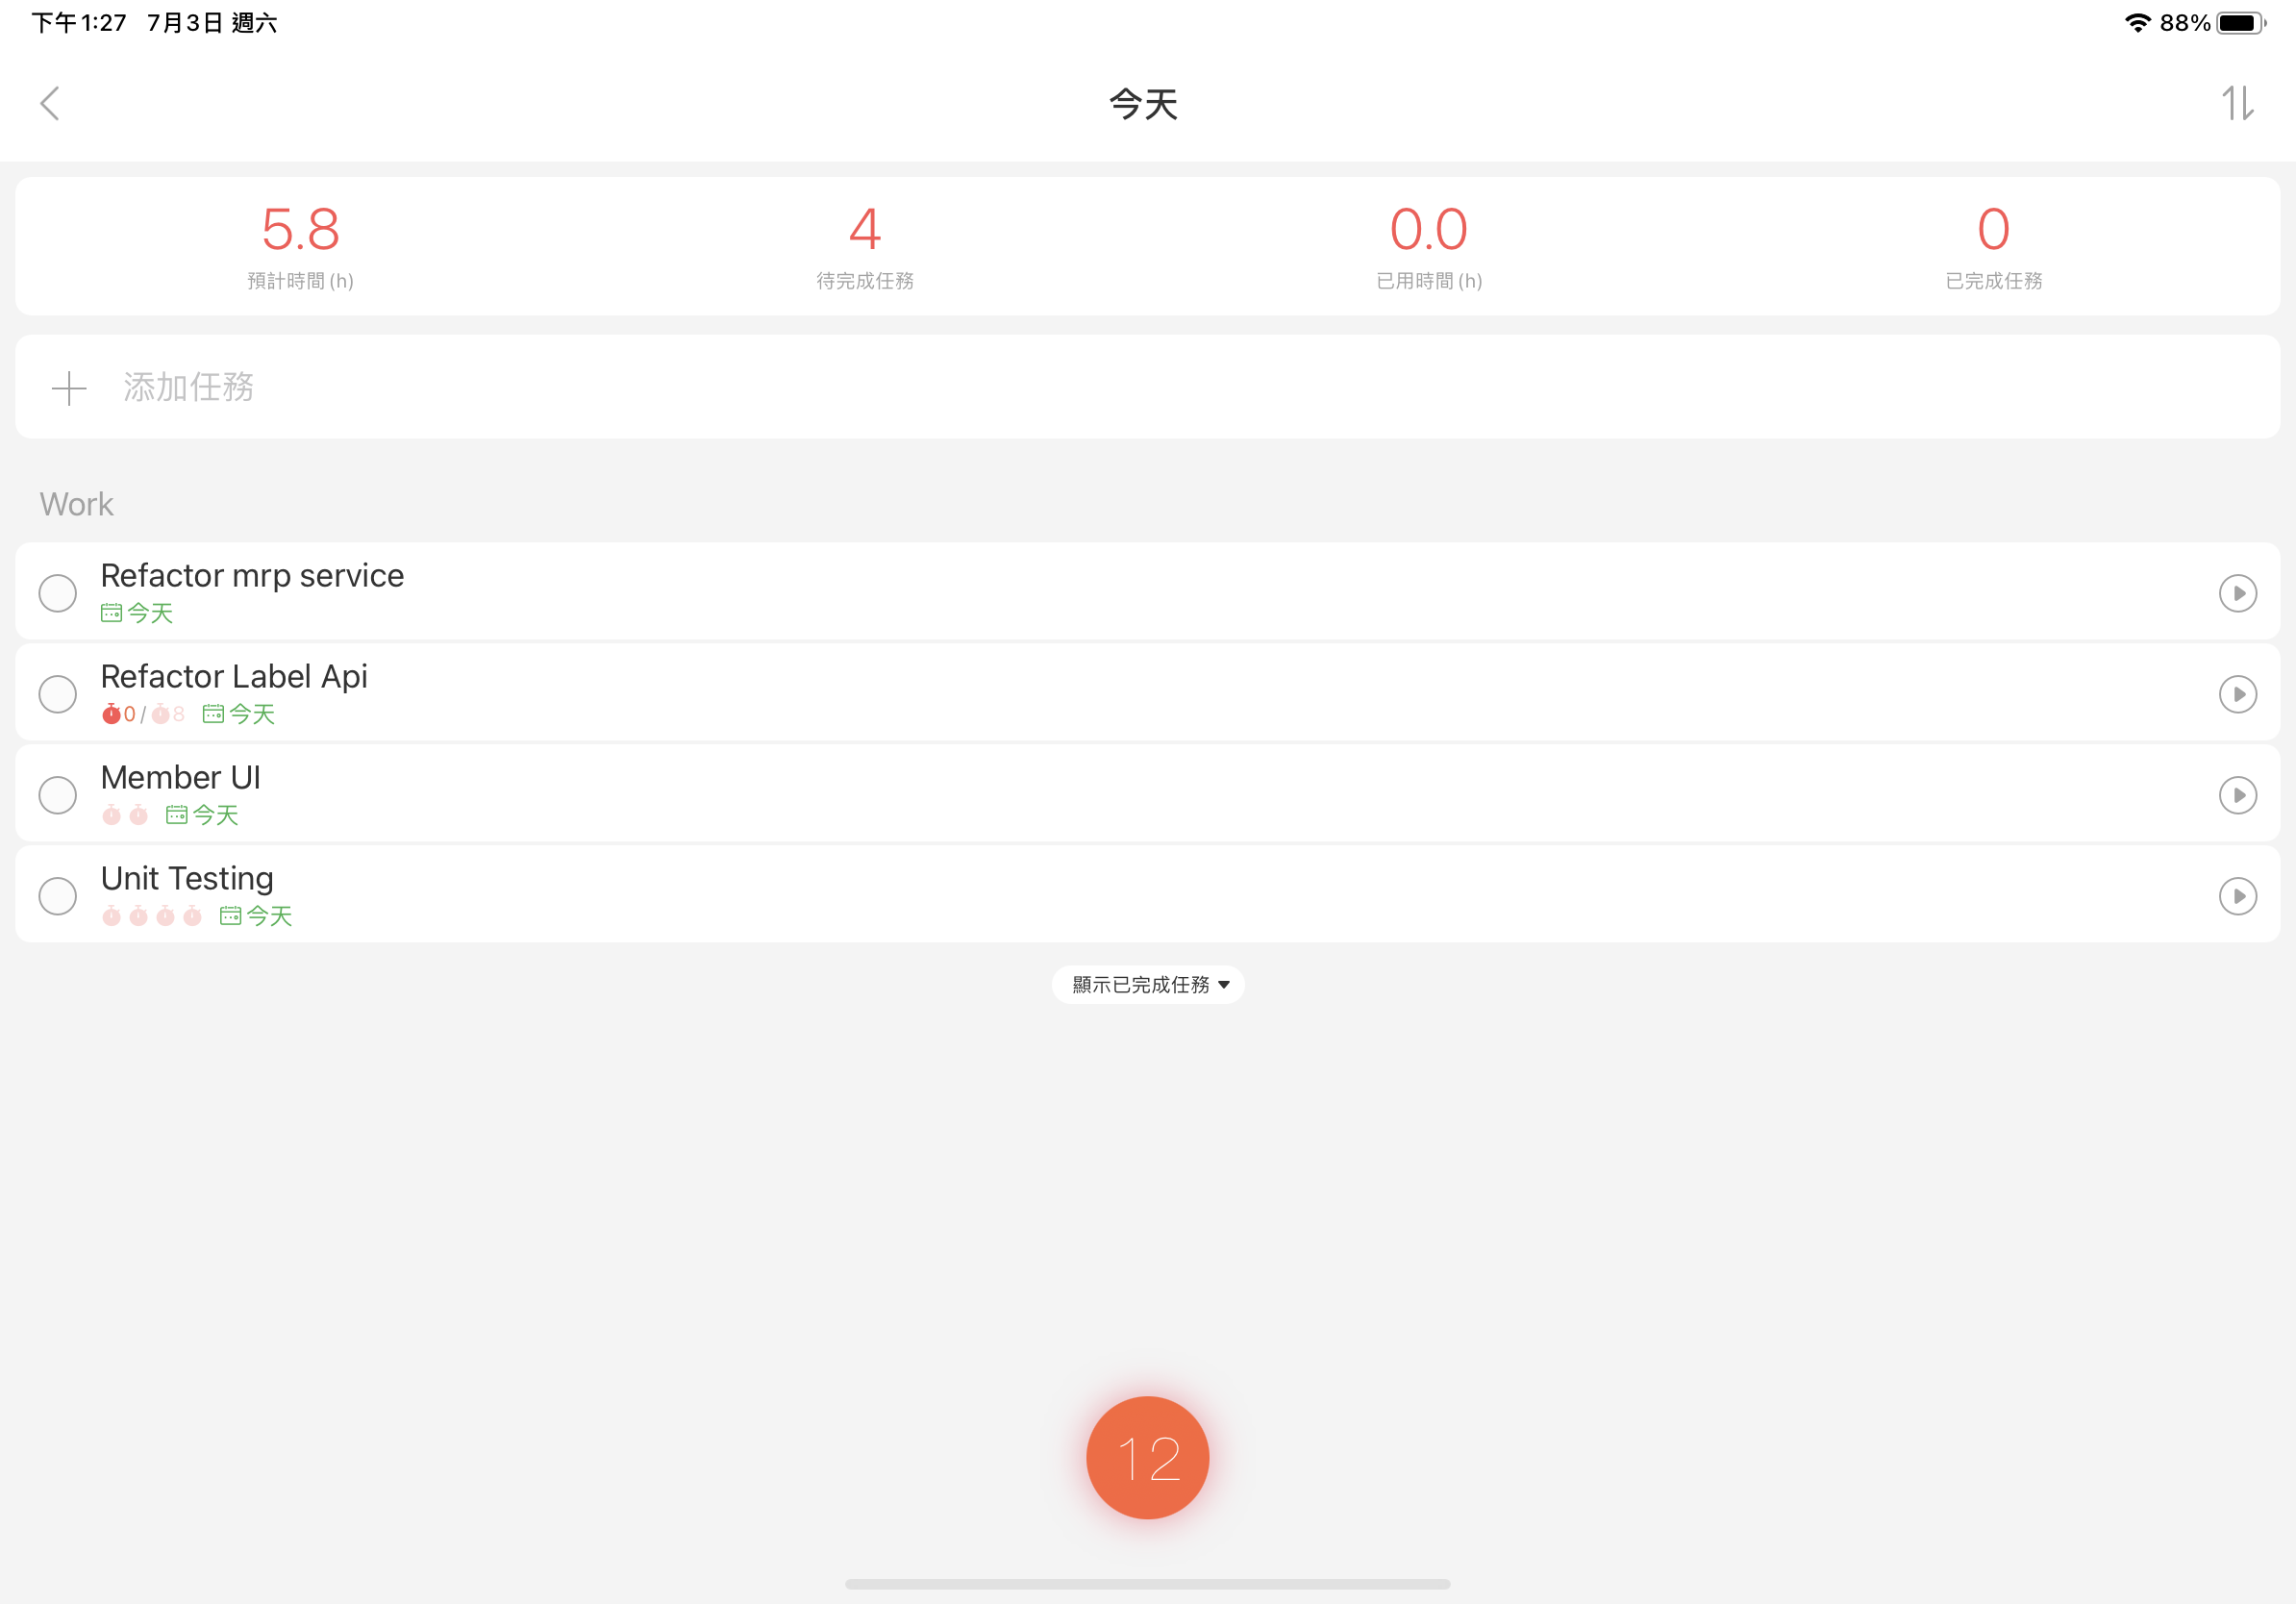 下午1:27 7月3日 週六 88%
今天
5.8 4 0.0 0
預計時間 (h) 待完成任務 已用時間 (h) 已完成任務
添加任務
Work
Refactor mrp service
今天
Refactor Label Api
0 / 8 今天
Member UI
今天
Unit Testing
今天
顯示已完成任務
12